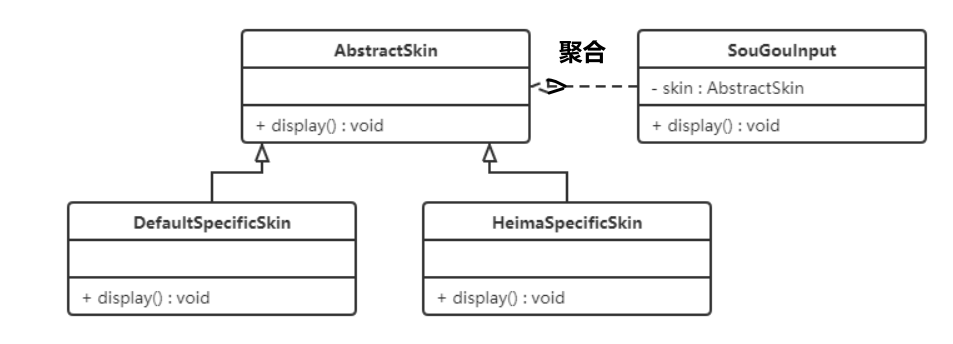 AbstractSkin
+ display() : void
聚合
SouGouInput
- skin : AbstractSkin
+ display() : void
DefaultSpecificSkin
+ display() : void
HeimaSpecificSkin
+ display() : void